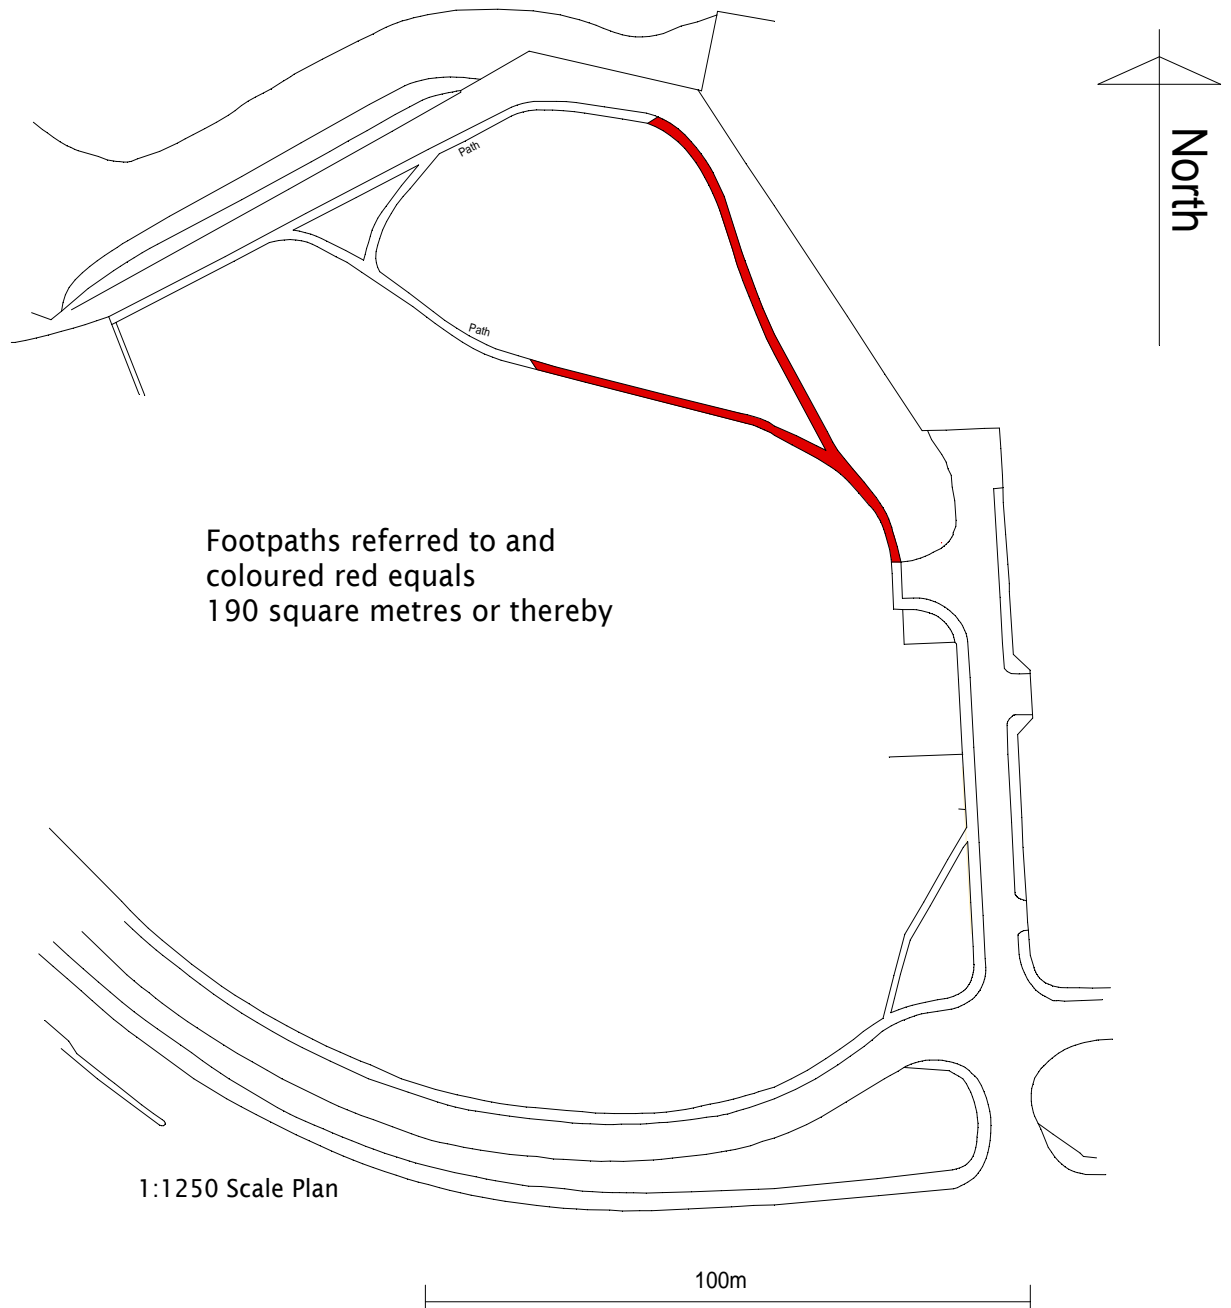 North
Path
Path
Footpaths referred to and
coloured red equals
190 square metres or thereby
1:1250 Scale Plan
100m